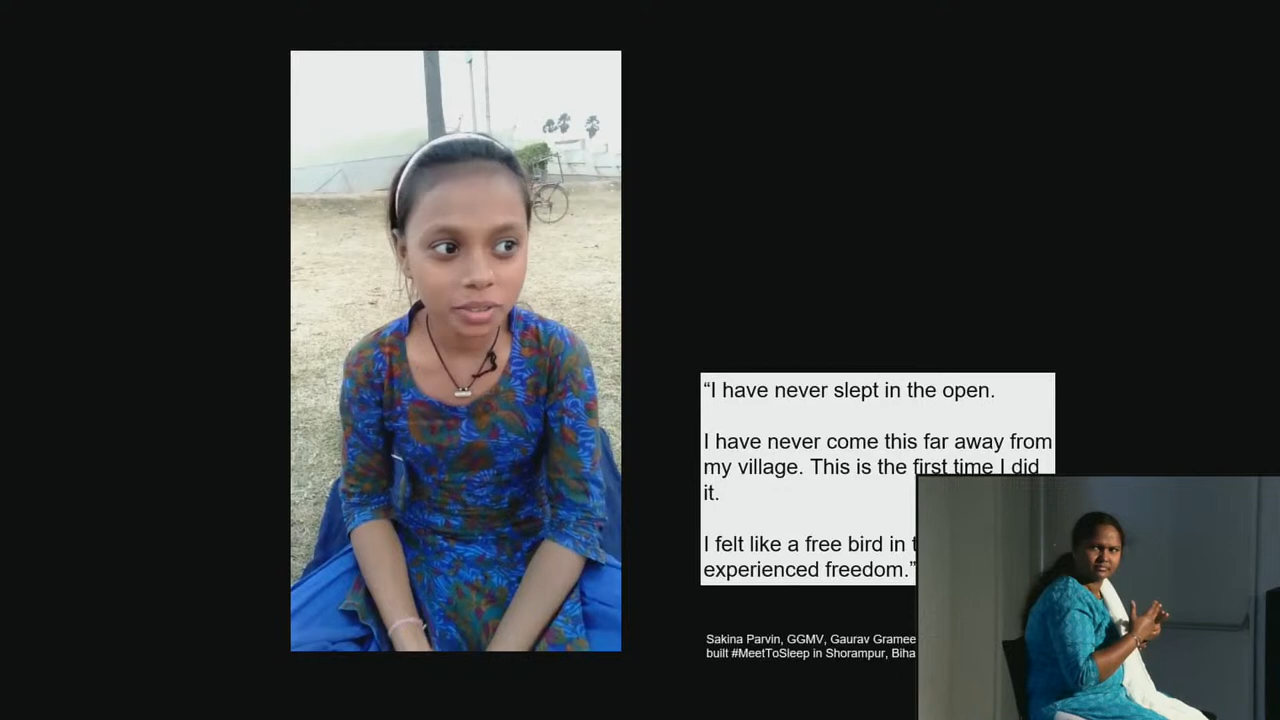 “I have never slept in the open.
I have never come this far away from
my village. This is the first time I did
it.
I felt like a free bird in
experienced freedom.”
Sakina Parvin, GGMV, Gaurav Gramee
built #MeetToSleep in Shorampur, Biha